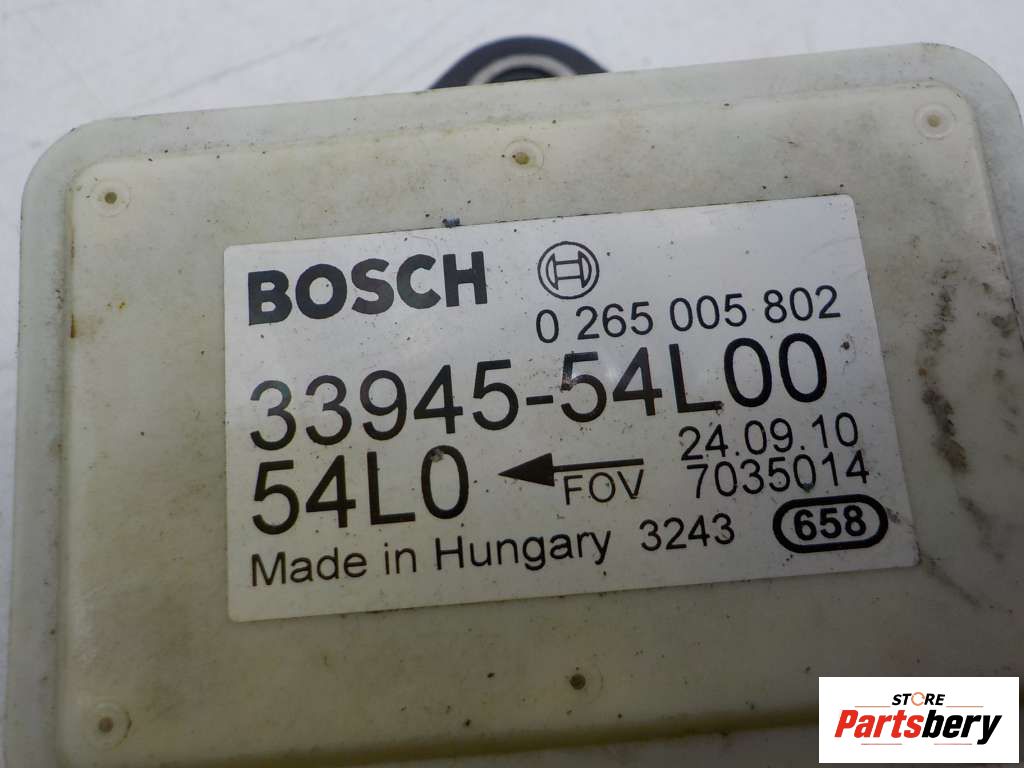 BOSCH
0 265 005 802
33945-54L00
24.09.10
54L0 FOV 7035014
Made in Hungary 3243 658
STORE
Partsbery